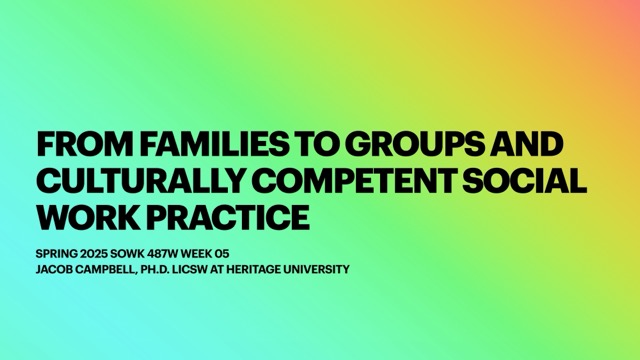 FROM FAMILIES TO GROUPS AND
CULTURALLY COMPETENT SOCIAL
WORK PRACTICE
SPRING 2025 SOWK 487W WEEK 05
JACOB CAMPBELL, PH.D. LICSW AT HERITAGE UNIVERSITY